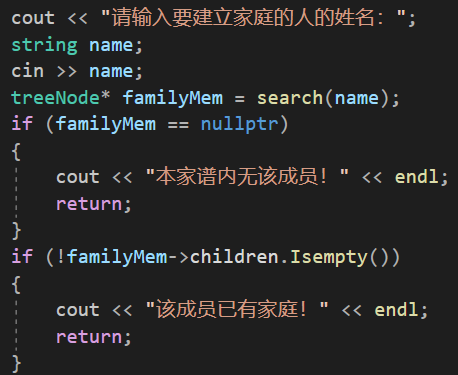 cout << "请输入要建立家庭的人的姓名：";
string name;
cin >> name;
treeNode* familyMem = search(name);
if (familyMem == nullptr)
{
    cout << "本家谱内无该成员！" << endl;
    return;
}
if (!familyMem->children.Isempty())
{
    cout << "该成员已有家庭！" << endl;
    return;
}